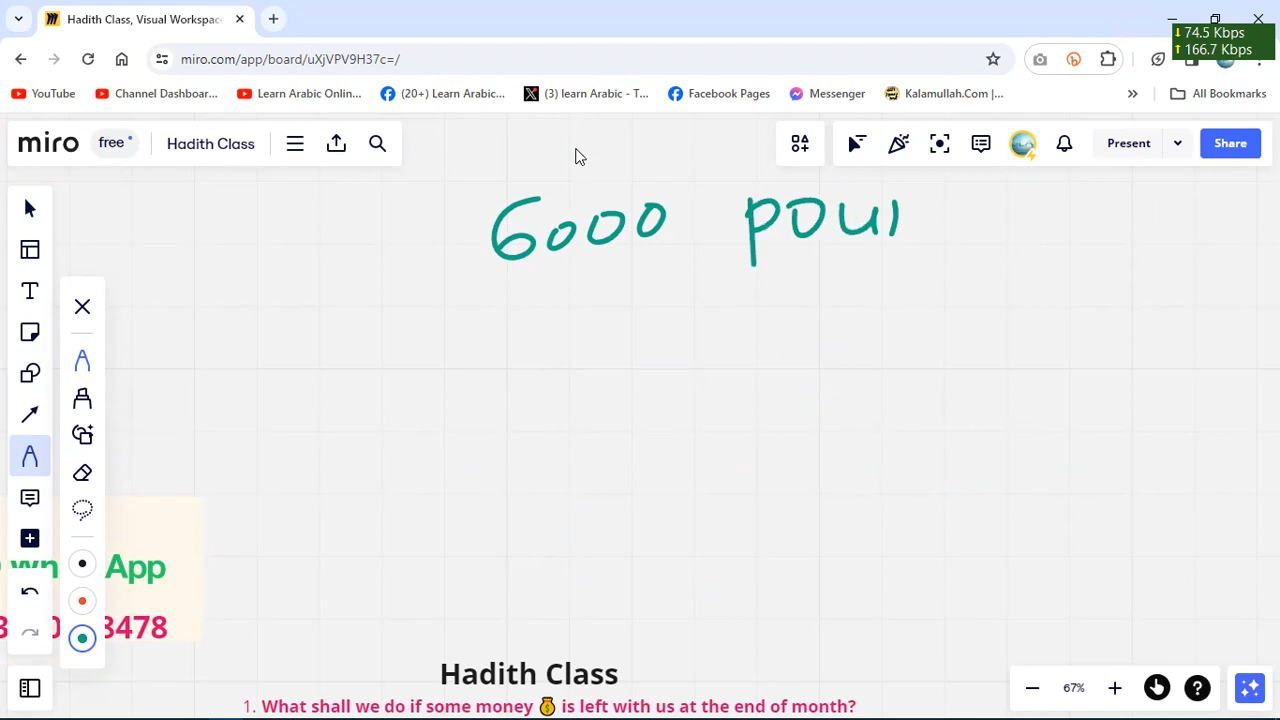 Hadith Class, Visual Workspace
74.5 Kbps
166.7 Kbps
miro.com/app/board/uXjVPV9H37c=/
YouTube
Channel Dashboar...
Learn Arabic Onlin...
(20+) Learn Arabic...
(3) learn Arabic - T...
Facebook Pages
Messenger
Kalamullah.Com |...
All Bookmarks
miro
free
Hadith Class
Present
Share
6000 poun
App
8478
Hadith Class
1. What shall we do if some money 💰 is left with us at the end of month?
67%